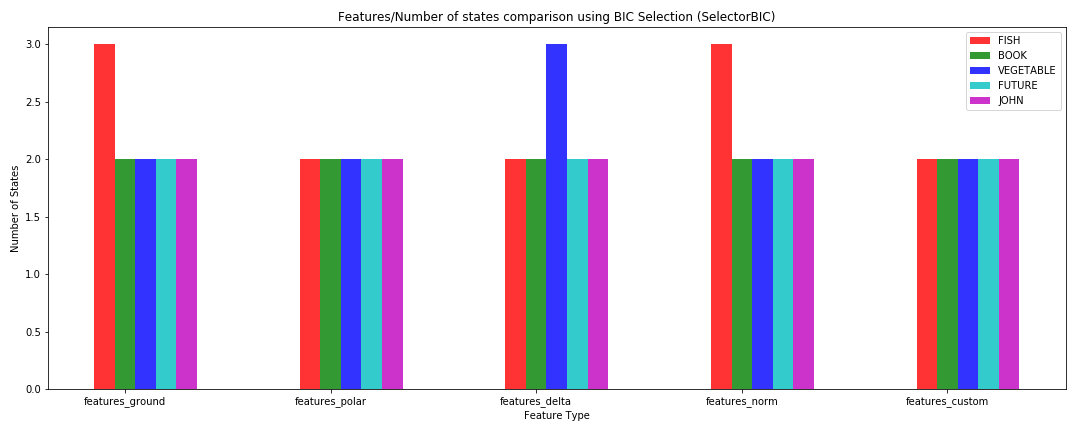 Features/Number of states comparison using BIC Selection (SelectorBIC)
3.0
2.5
2.0
1.5
1.0
0.5
0.0
Number of States
FISH
BOOK
VEGETABLE
FUTURE
JOHN
features_ground
features_polar
features_delta
features_norm
features_custom
Feature Type